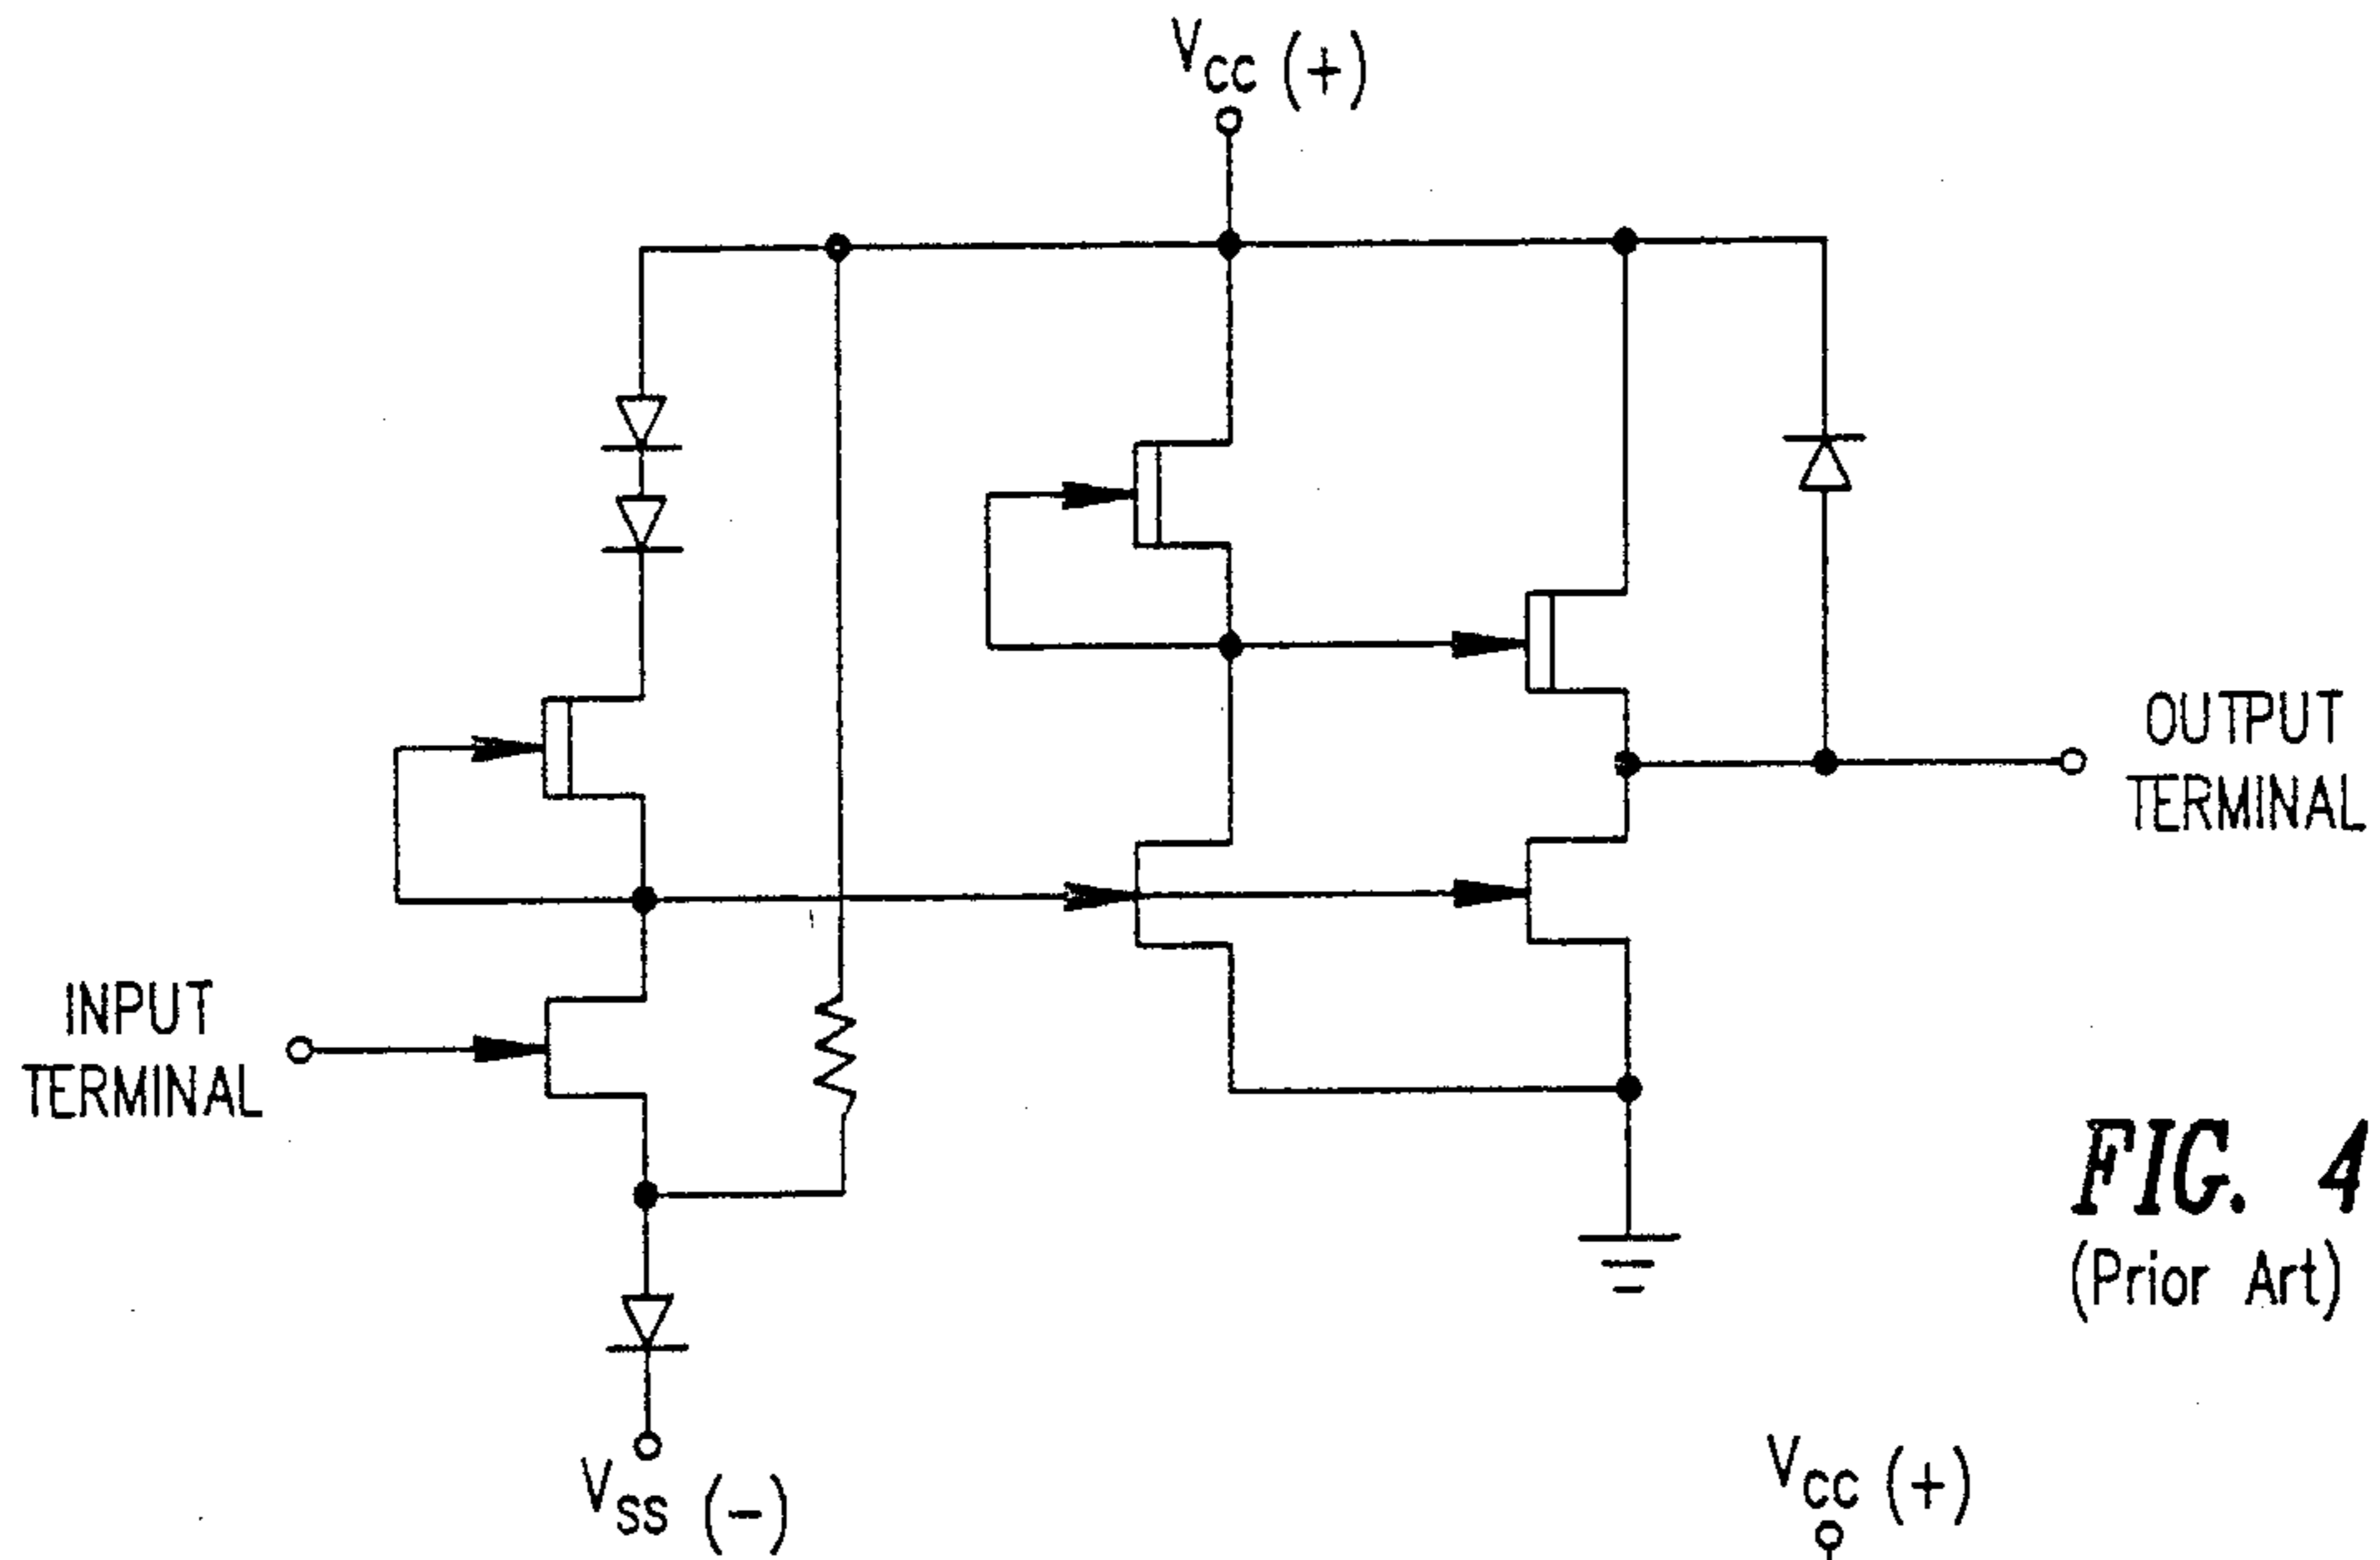 VCC (+)
OUTPUT
TERMINAL
INPUT
TERMINAL
FIG. 4
(Prior Art)
VSS (-)
VCC (+)